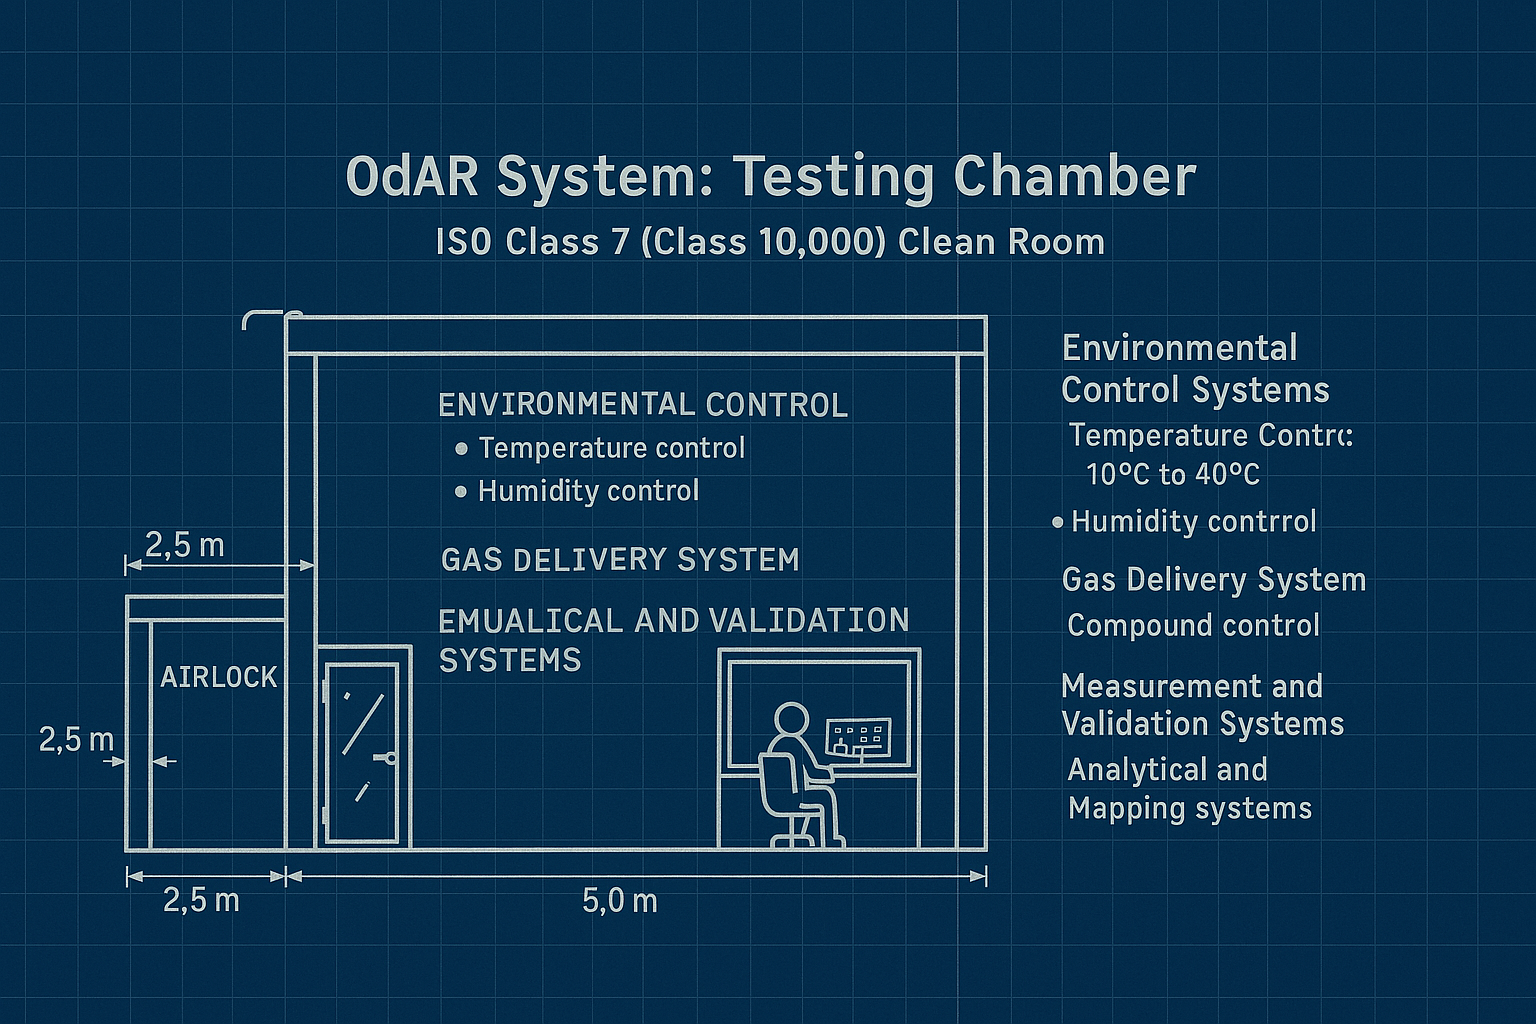 OdAR System: Testing Chamber
ISO Class 7 (Class 10,000) Clean Room
ENVIRONMENTAL CONTROL
• Temperature control
• Humidity control
GAS DELIVERY SYSTEM
EMUALICAL AND VALIDATION
SYSTEMS
2,5 m
AIRLOCK
2,5 m
2,5 m
5,0 m
Environmental
Control Systems
Temperature Contrc:
10°C to 40°C
• Humidity contrrol
Gas Delivery System
Compound control
Measurement and
Validation Systems
Analytical and
Mapping systems